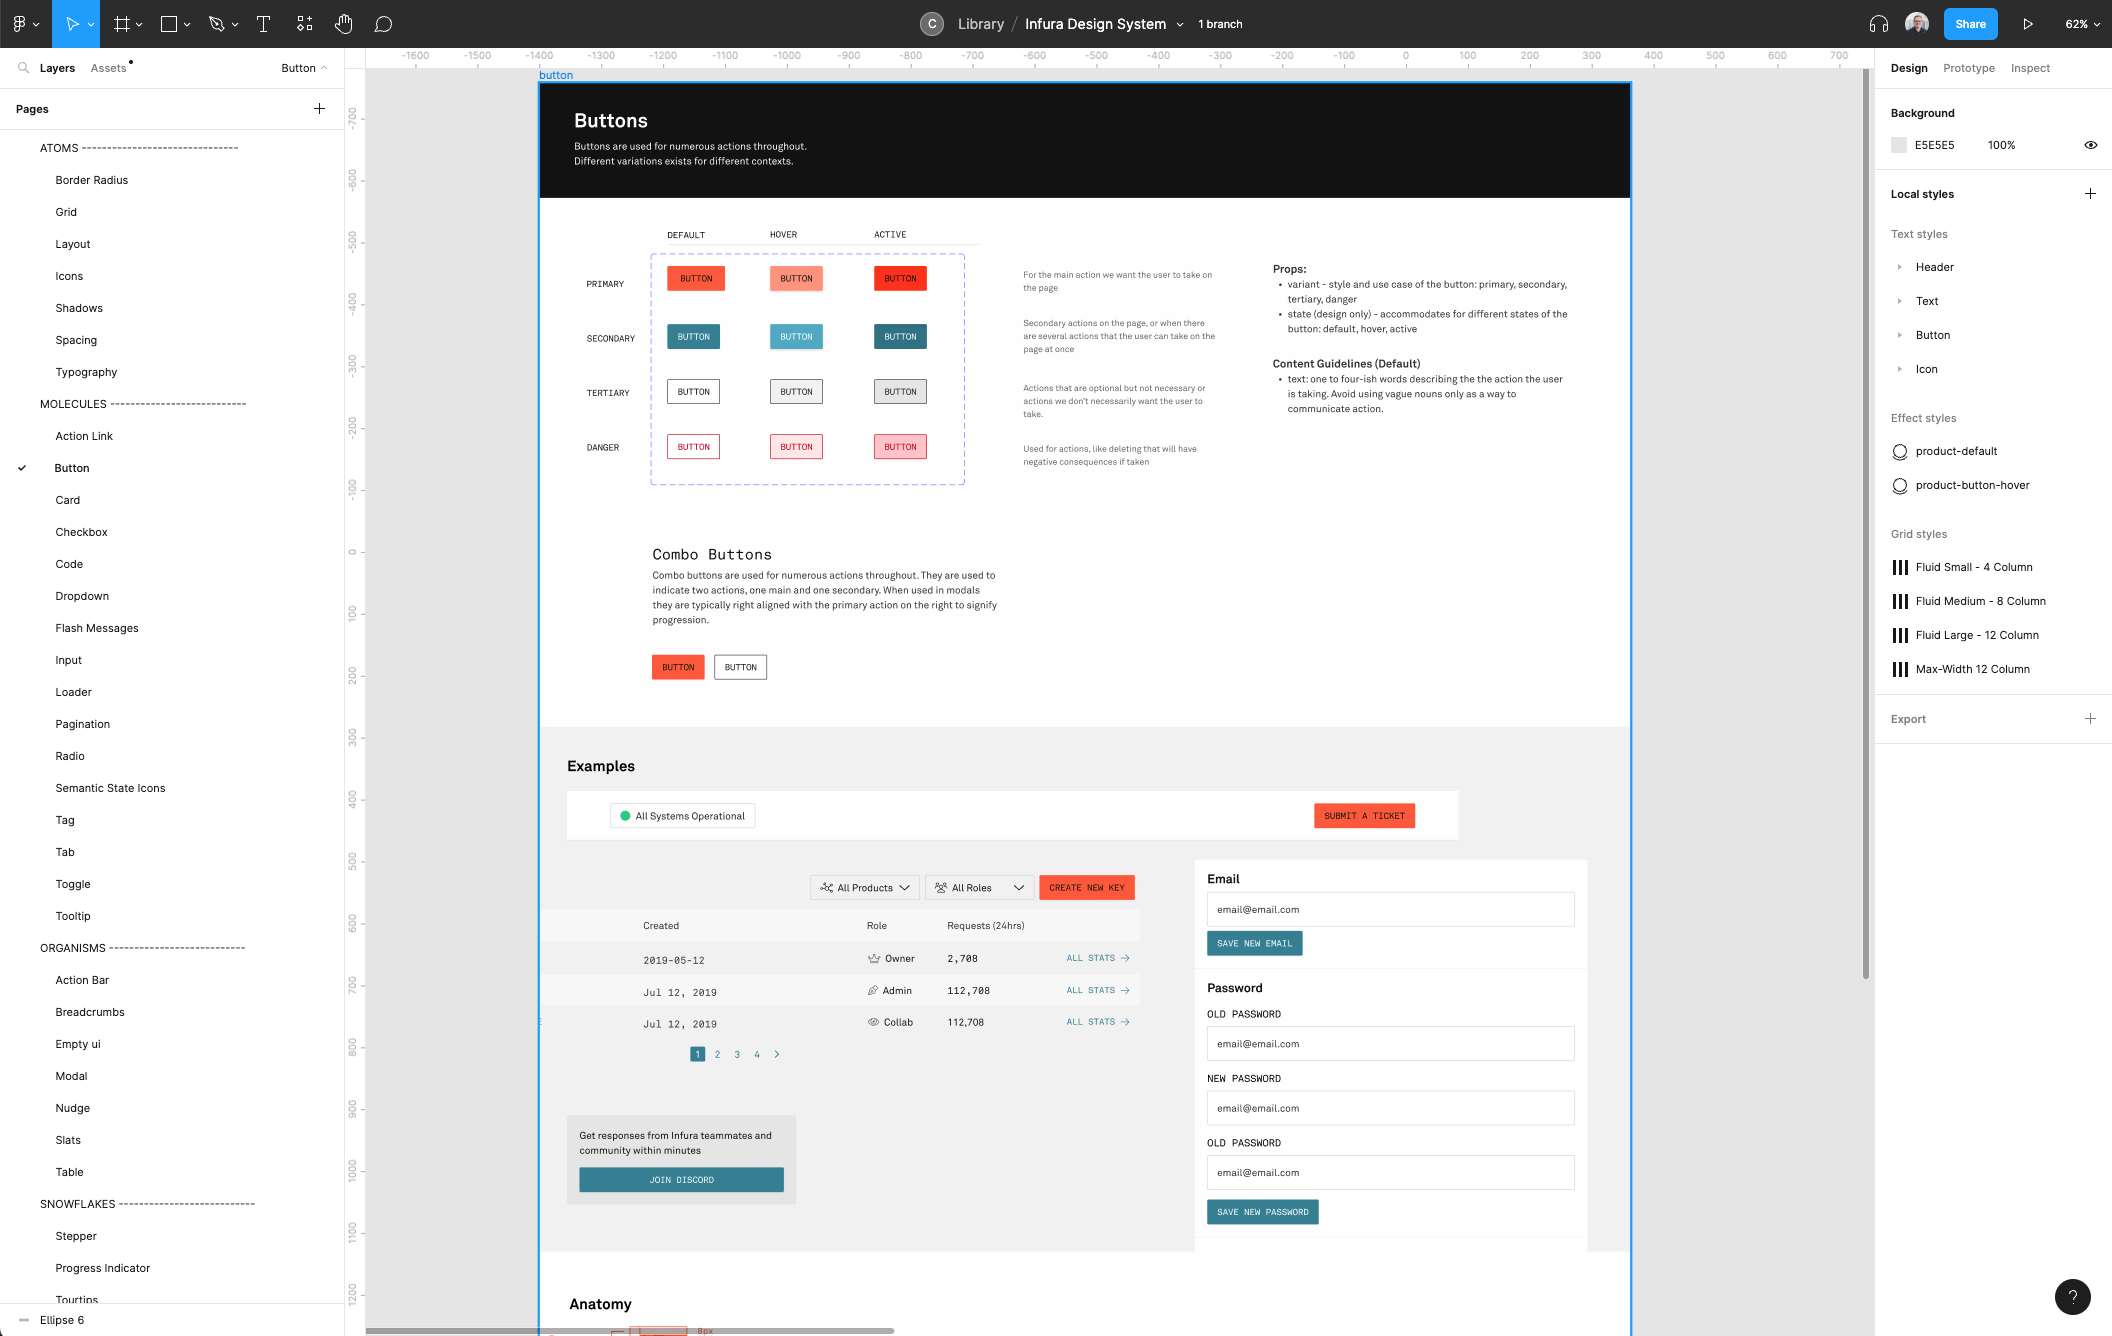 C
Library / Infura Design System
1 branch
Share
62%
Layers
Assets
Button
Pages
ATOMS -------------------------------
Border Radius
Grid
Layout
Icons
Shadows
Spacing
Typography
MOLECULES ---------------------------
Action Link
Button
Card
Checkbox
Code
Dropdown
Flash Messages
Input
Loader
Pagination
Radio
Semantic State Icons
Tag
Tab
Toggle
Tooltip
ORGANISMS ---------------------------
Action Bar
Breadcrumbs
Empty ui
Modal
Nudge
Slats
Table
SNOWFLAKES ---------------------------
Stepper
Progress Indicator
Tourtips
Ellipse 6
-1600 -1500 -1400 -1300 -1200 -1100 -1000 -900 -800 -700 -600 -500 -400 -300 -200 -100 0 100 200 300 400 500 600 700
-700
-600
-500
-400
-300
-200
-100
0
100
200
300
400
500
600
700
800
900
1000
1100
1200
button
Buttons
Buttons are used for numerous actions throughout.
Different variations exists for different contexts.
DEFAULT HOVER ACTIVE
PRIMARY BUTTON BUTTON BUTTON
SECONDARY BUTTON BUTTON BUTTON
TERTIARY BUTTON BUTTON BUTTON
DANGER BUTTON BUTTON BUTTON
For the main action we want the user to take on
the page
Secondary actions on the page, or when there
are several actions that the user can take on the
page at once
Actions that are optional but not necessary or
actions we don't necessarily want the user to
take.
Used for actions, like deleting that will have
negative consequences if taken
Props:
• variant - style and use case of the button: primary, secondary,
tertiary, danger
• state (design only) - accommodates for different states of the
button: default, hover, active
Content Guidelines (Default)
• text: one to four-ish words describing the the action the user
is taking. Avoid using vague nouns only as a way to
communicate action.
Combo Buttons
Combo buttons are used for numerous actions throughout. They are used to
indicate two actions, one main and one secondary. When used in modals
they are typically right aligned with the primary action on the right to signify
progression.
BUTTON BUTTON
Examples
All Systems Operational
SUBMIT A TICKET
All Products
All Roles
CREATE NEW KEY
Created Role Requests (24hrs)
2019-05-12 Owner 2,708 ALL STATS →
Jul 12, 2019 Admin 112,708 ALL STATS →
Jul 12, 2019 Collab 112,708 ALL STATS →
1 2 3 4 >
Get responses from Infura teammates and
community within minutes
JOIN DISCORD
Email
email@email.com
SAVE NEW EMAIL
Password
OLD PASSWORD
email@email.com
NEW PASSWORD
email@email.com
OLD PASSWORD
email@email.com
SAVE NEW PASSWORD
Anatomy
8px
Design
Prototype
Inspect
Background
E5E5E5 100%
Local styles
Text styles
Header
Text
Button
Icon
Effect styles
product-default
product-button-hover
Grid styles
Fluid Small - 4 Column
Fluid Medium - 8 Column
Fluid Large - 12 Column
Max-Width 12 Column
Export
?